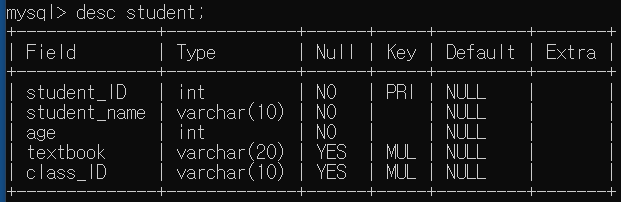 mysql> desc student;
+--------------+-------------+------+-----+---------+-------+
| Field | Type | Null | Key | Default | Extra |
+--------------+-------------+------+-----+---------+-------+
| student_ID | int | NO | PRI | NULL | |
| student_name | varchar(10) | NO | | NULL | |
| age | int | NO | | NULL | |
| textbook | varchar(20) | YES | MUL | NULL | |
| class_ID | varchar(10) | YES | MUL | NULL | |
+--------------+-------------+------+-----+---------+-------+